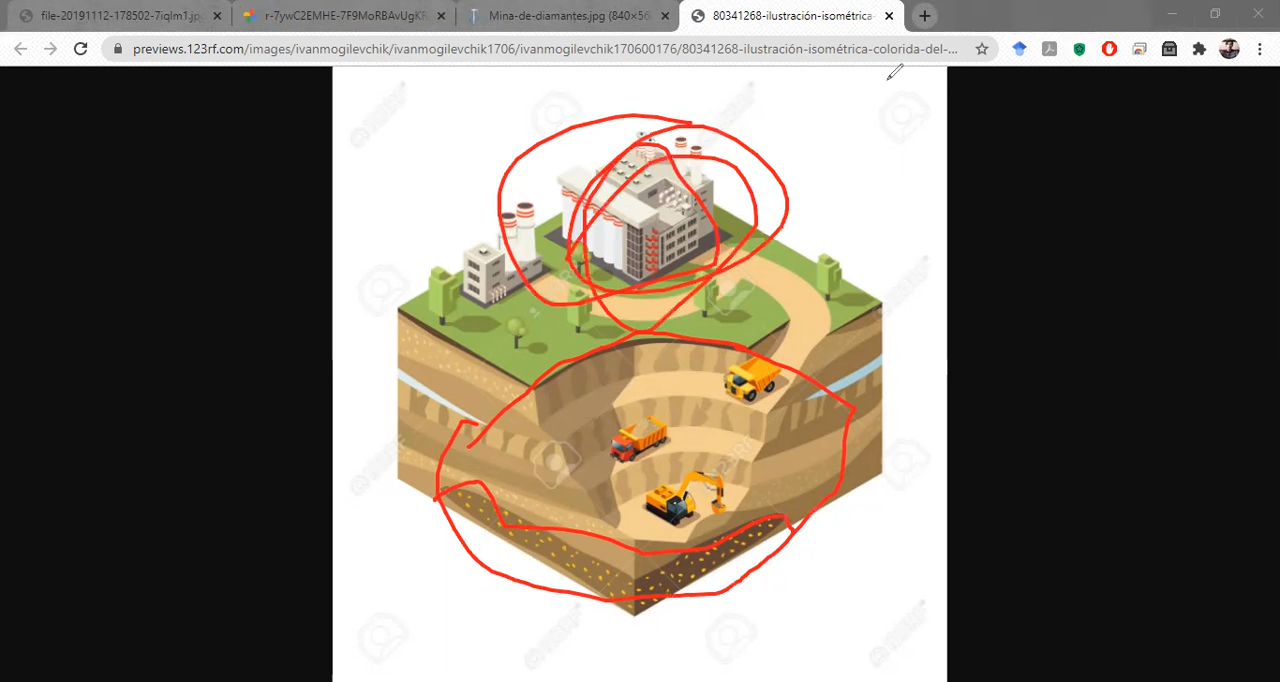 file-20191112-178502-7iqlm1.jpg
r-7ywC2EMHE-7F9MoRBAvUgKR
Mina-de-diamantes.jpg (840×56
80341268-ilustración-isométrica-
previews.123rf.com/images/ivanmogilevchik/ivanmogilevchik1706/ivanmogilevchik170600176/80341268-ilustración-isométrica-colorida-del-...
123RF